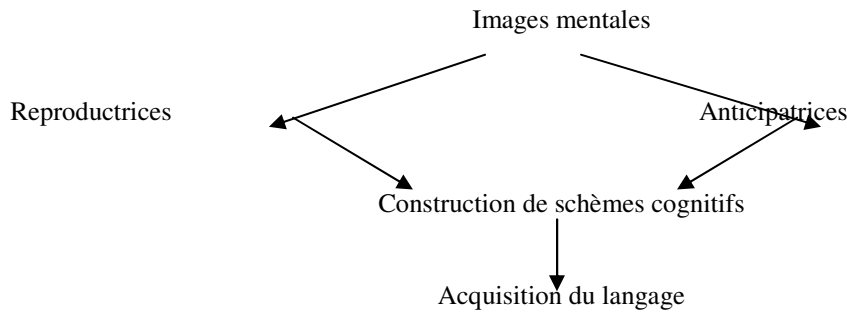 Images mentales
Reproductrices Anticipatrices
Construction de schèmes cognitifs
Acquisition du langage